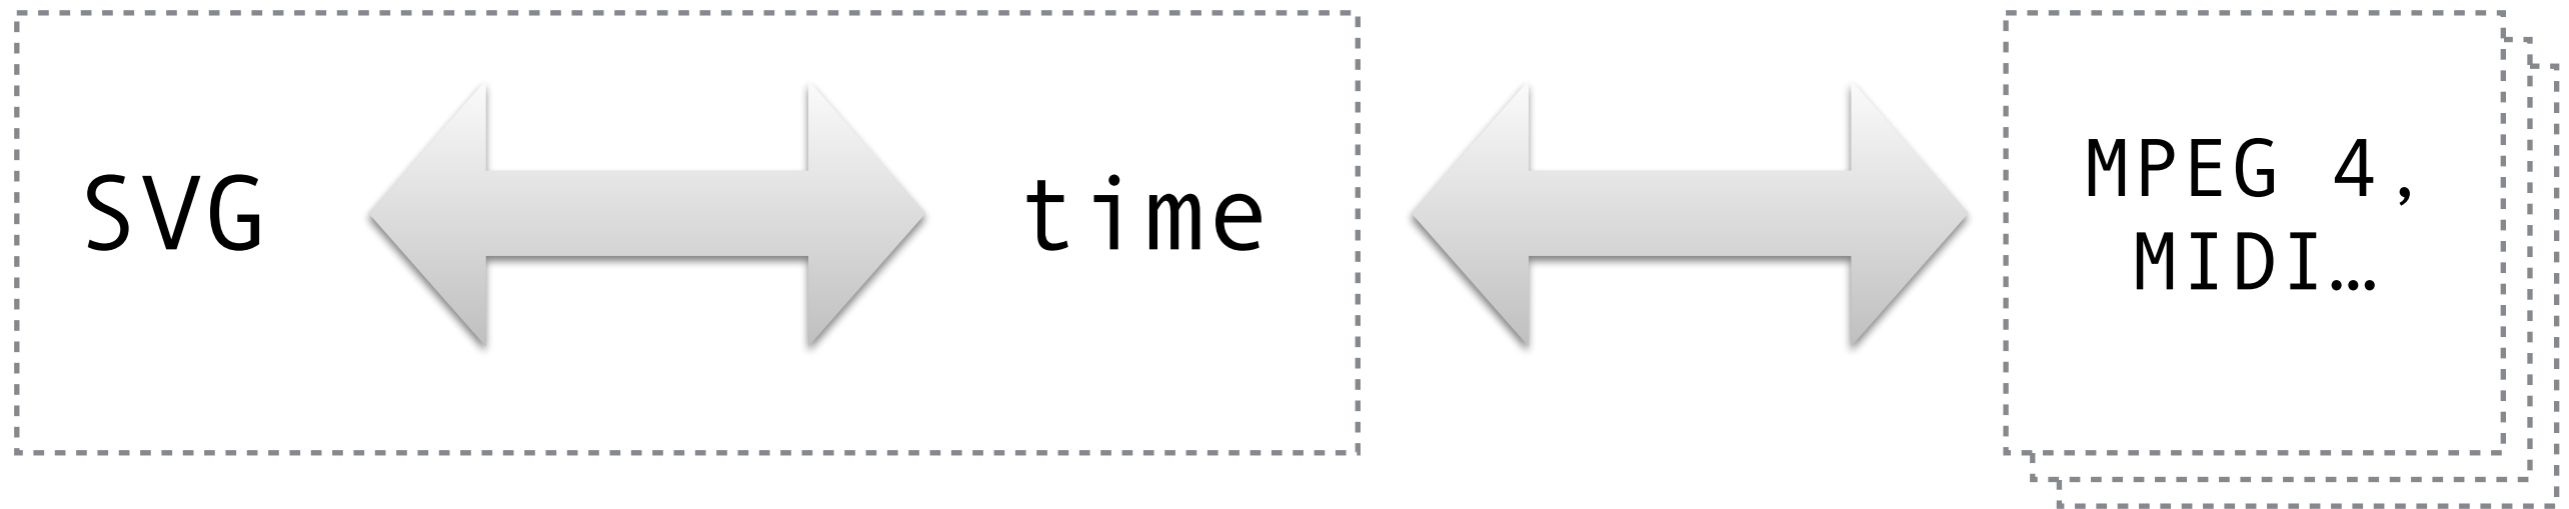 SVG
time
MPEG 4,
MIDI…